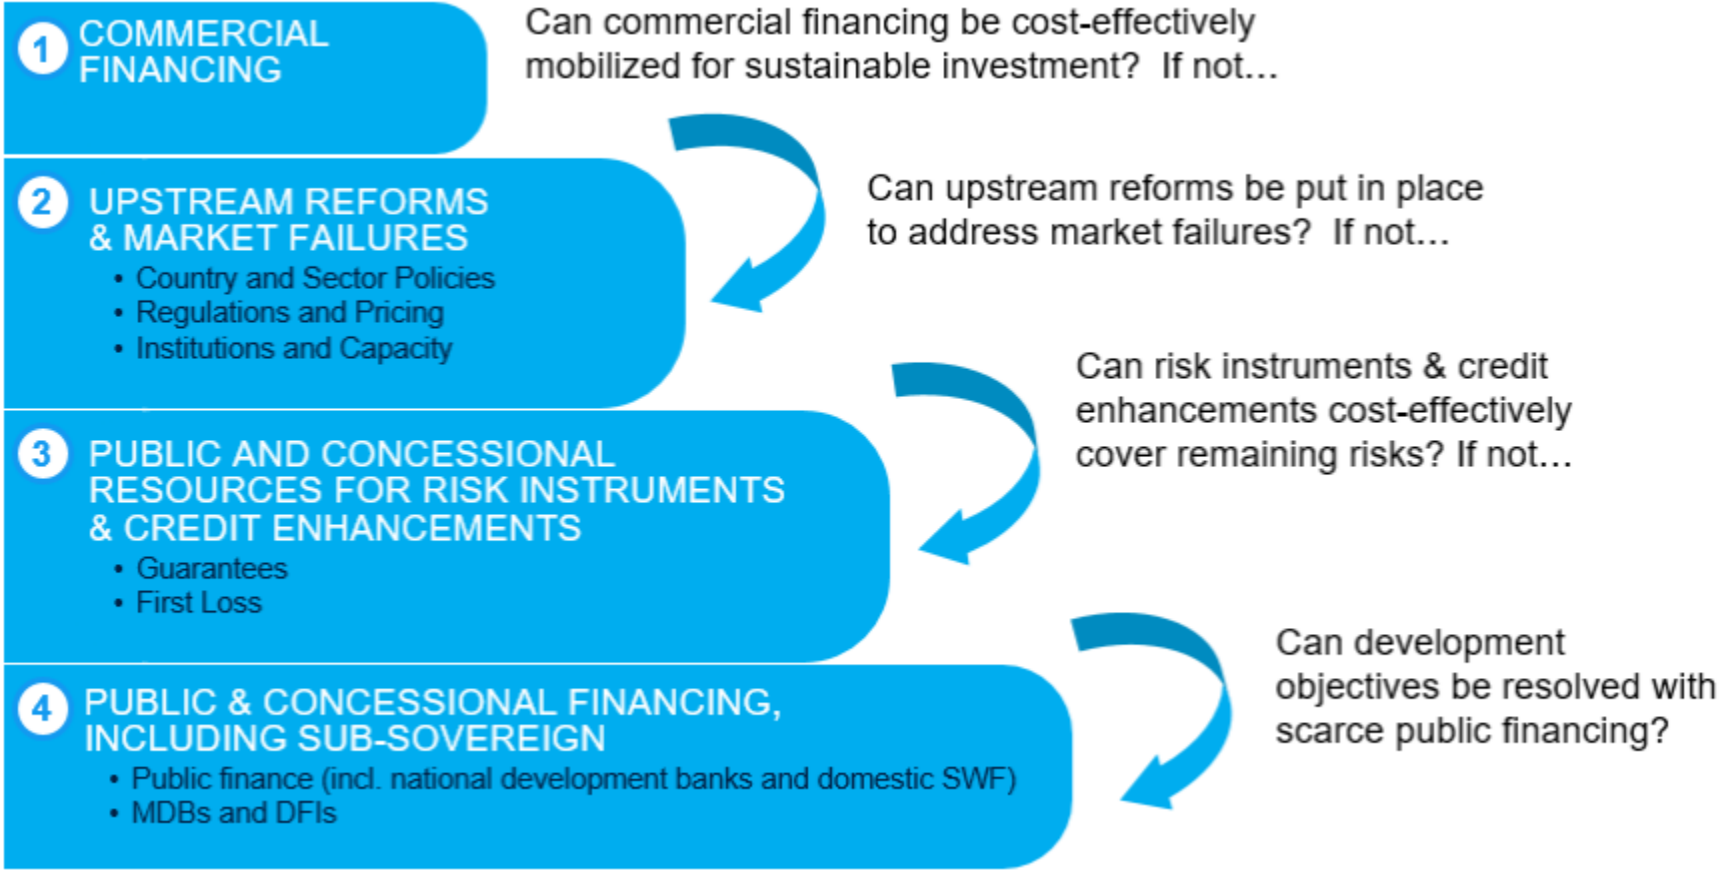 1
COMMERCIAL
FINANCING
Can commercial financing be cost-effectively
mobilized for sustainable investment? If not...
2
UPSTREAM REFORMS
& MARKET FAILURES
• Country and Sector Policies
• Regulations and Pricing
• Institutions and Capacity
Can upstream reforms be put in place
to address market failures? If not...
3
PUBLIC AND CONCESSIONAL
RESOURCES FOR RISK INSTRUMENTS
& CREDIT ENHANCEMENTS
• Guarantees
• First Loss
Can risk instruments & credit
enhancements cost-effectively
cover remaining risks? If not...
4
PUBLIC & CONCESSIONAL FINANCING,
INCLUDING SUB-SOVEREIGN
• Public finance (incl. national development banks and domestic SWF)
• MDBs and DFIs
Can development
objectives be resolved with
scarce public financing?